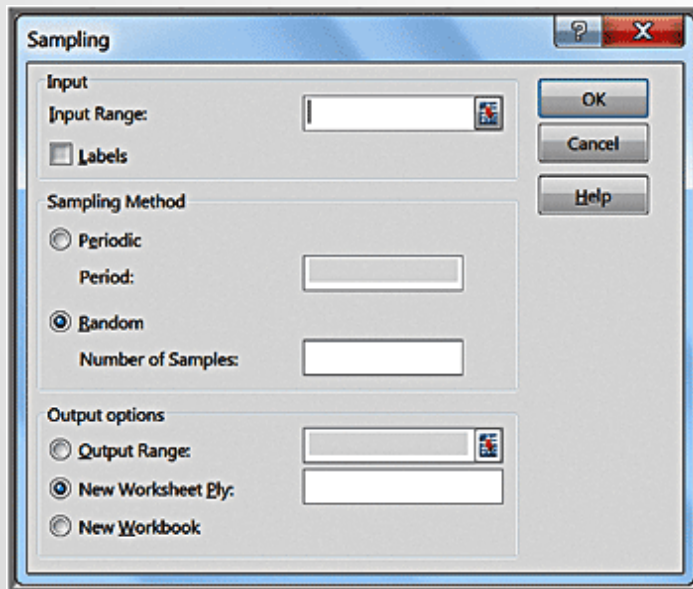 Sampling
Input
Input Range:
Labels
OK
Cancel
Help
Sampling Method
Periodic
Period:
Random
Number of Samples:
Output options
Output Range:
New Worksheet Ply:
New Workbook